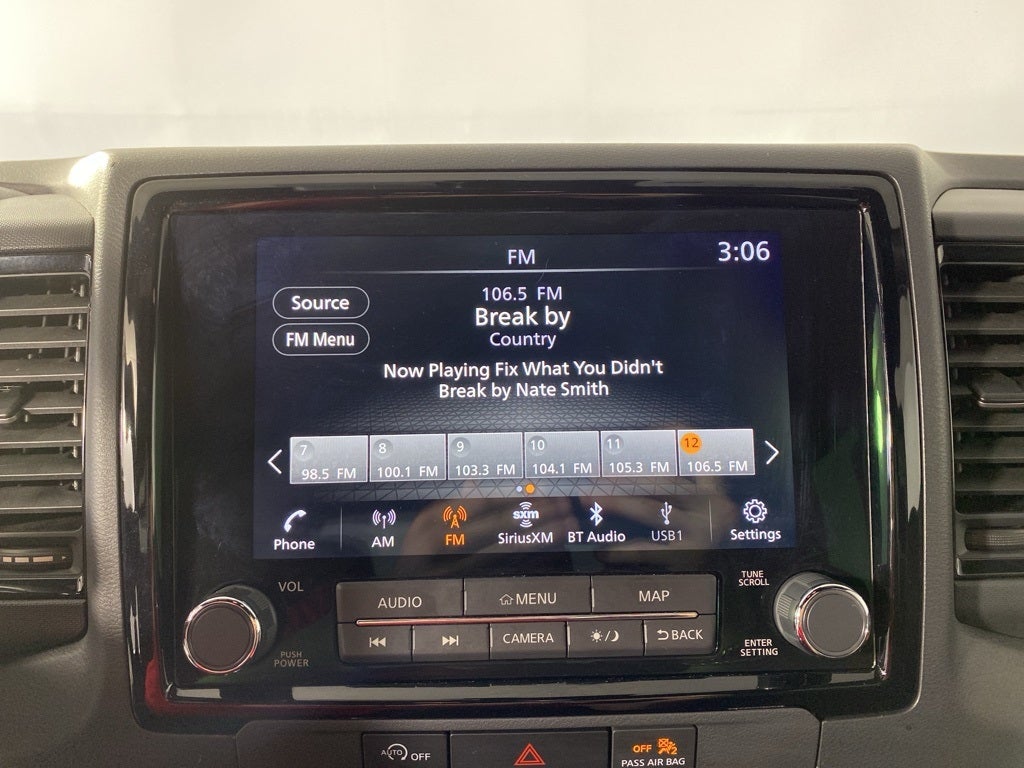 FM
3:06
Source
106.5 FM
Break by
FM Menu
Country
Now Playing Fix What You Didn't
Break by Nate Smith
7 8 9 10 11 12
98.5 FM 100.1 FM 103.3 FM 104.1 FM 105.3 FM 106.5 FM
sxm
Phone AM FM SiriusXM BT Audio USB1 Settings
VOL
TUNE
SCROLL
AUDIO MENU MAP
CAMERA BACK
PUSH
POWER
ENTER
SETTING
AUTO OFF
OFF 2
PASS AIR BAG